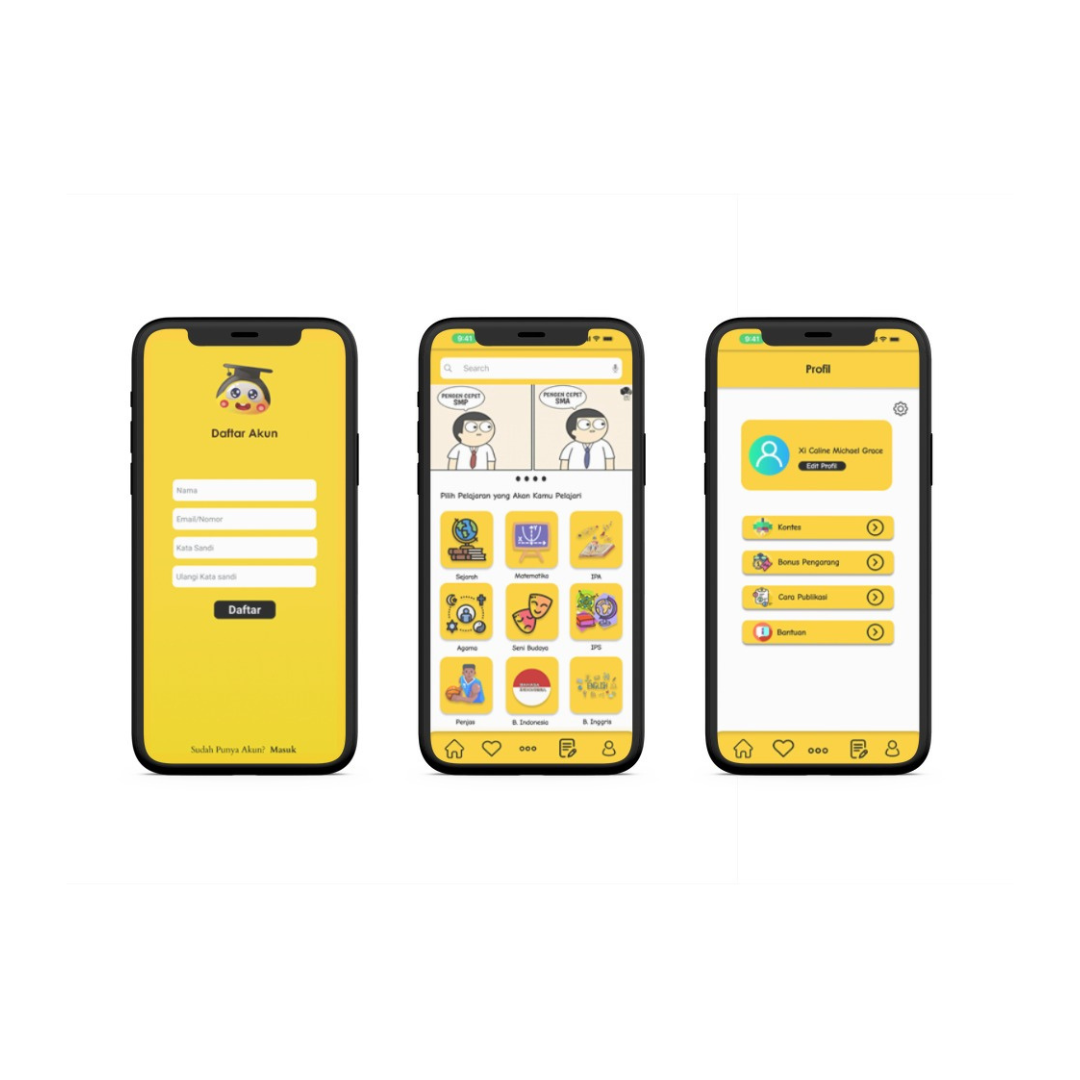 Daftar Akun
Nama
Email/Nomor
Kata Sandi
Ulangi Kata sandi
Daftar
Sudah Punya Akun? Masuk
9:41
Search
PENGEN CEPET
SMP
PENGEN CEPET
SMA
Pilih Pelajaran yang Akan Kamu Pelajari
Sejarah
Matematika
IPA
Agama
Seni Budaya
IPS
Penjas
B. Indonesia
B. Inggris
ENGLISH
9:41
Profil
Xi Caline Michael Grace
Edit Profil
Kontes
Bonus Pengarang
Cara Publikasi
Bantuan